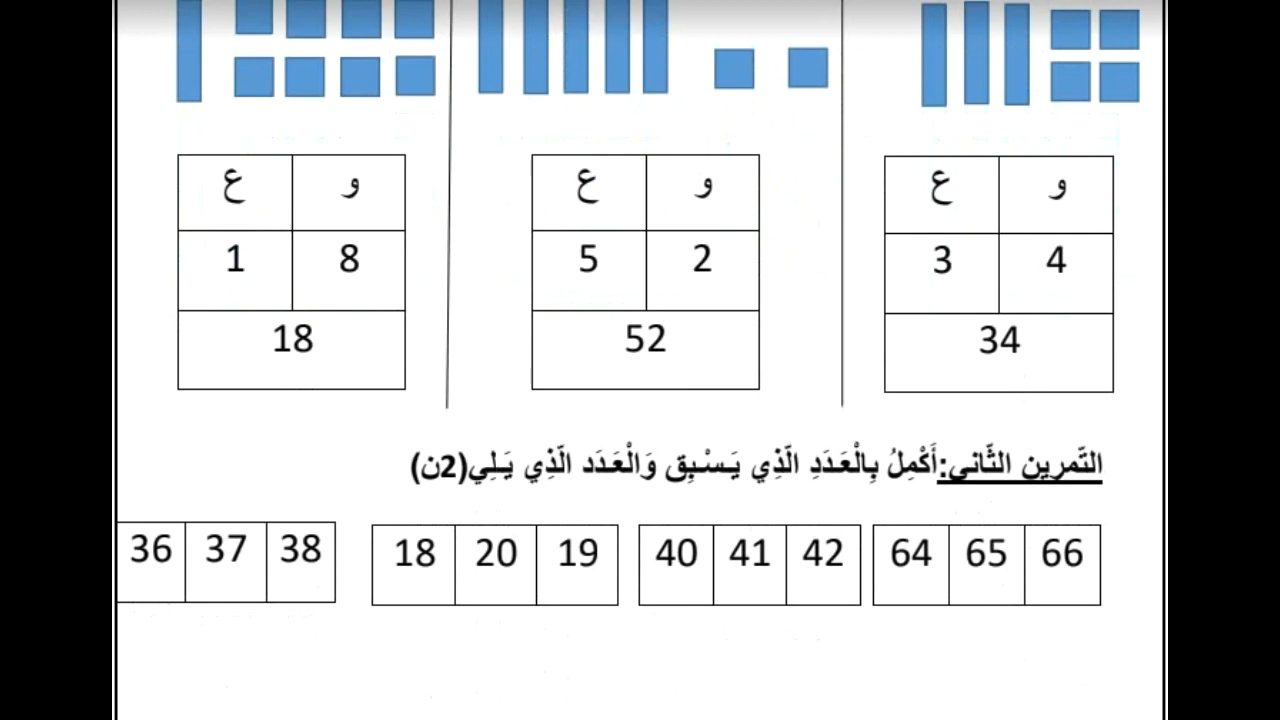 ع و ع و ع و
1 8 5 2 3 4
18 52 34
التّمرين الثّاني:أَكْمِلُ بِالْعَدَدِ الّذِي يَسْبِق وَالْعَدَد الّذِي يَلِي(2ن)
36 37 38 18 20 19 40 41 42 64 65 66